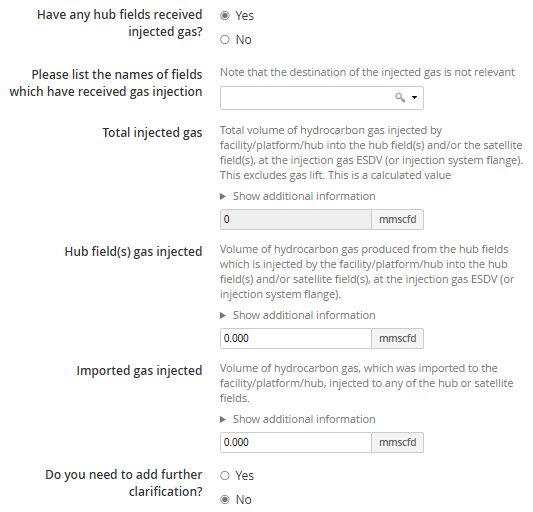 Have any hub fields received
injected gas?
Yes
No
Please list the names of fields
which have received gas injection
Note that the destination of the injected gas is not relevant
Total injected gas
Total volume of hydrocarbon gas injected by
facility/platform/hub into the hub field(s) and/or the satellite
field(s), at the injection gas ESDV (or injection system flange).
This excludes gas lift. This is a calculated value
Show additional information
0 mmscfd
Hub field(s) gas injected
Volume of hydrocarbon gas produced from the hub fields
which is injected by the facility/platform/hub into the hub
field(s) and/or satellite field(s), at the injection gas ESDV (or
injection system flange).
Show additional information
0.000 mmscfd
Imported gas injected
Volume of hydrocarbon gas, which was imported to the
facility/platform/hub, injected to any of the hub or satellite
fields.
Show additional information
0.000 mmscfd
Do you need to add further
clarification?
Yes
No